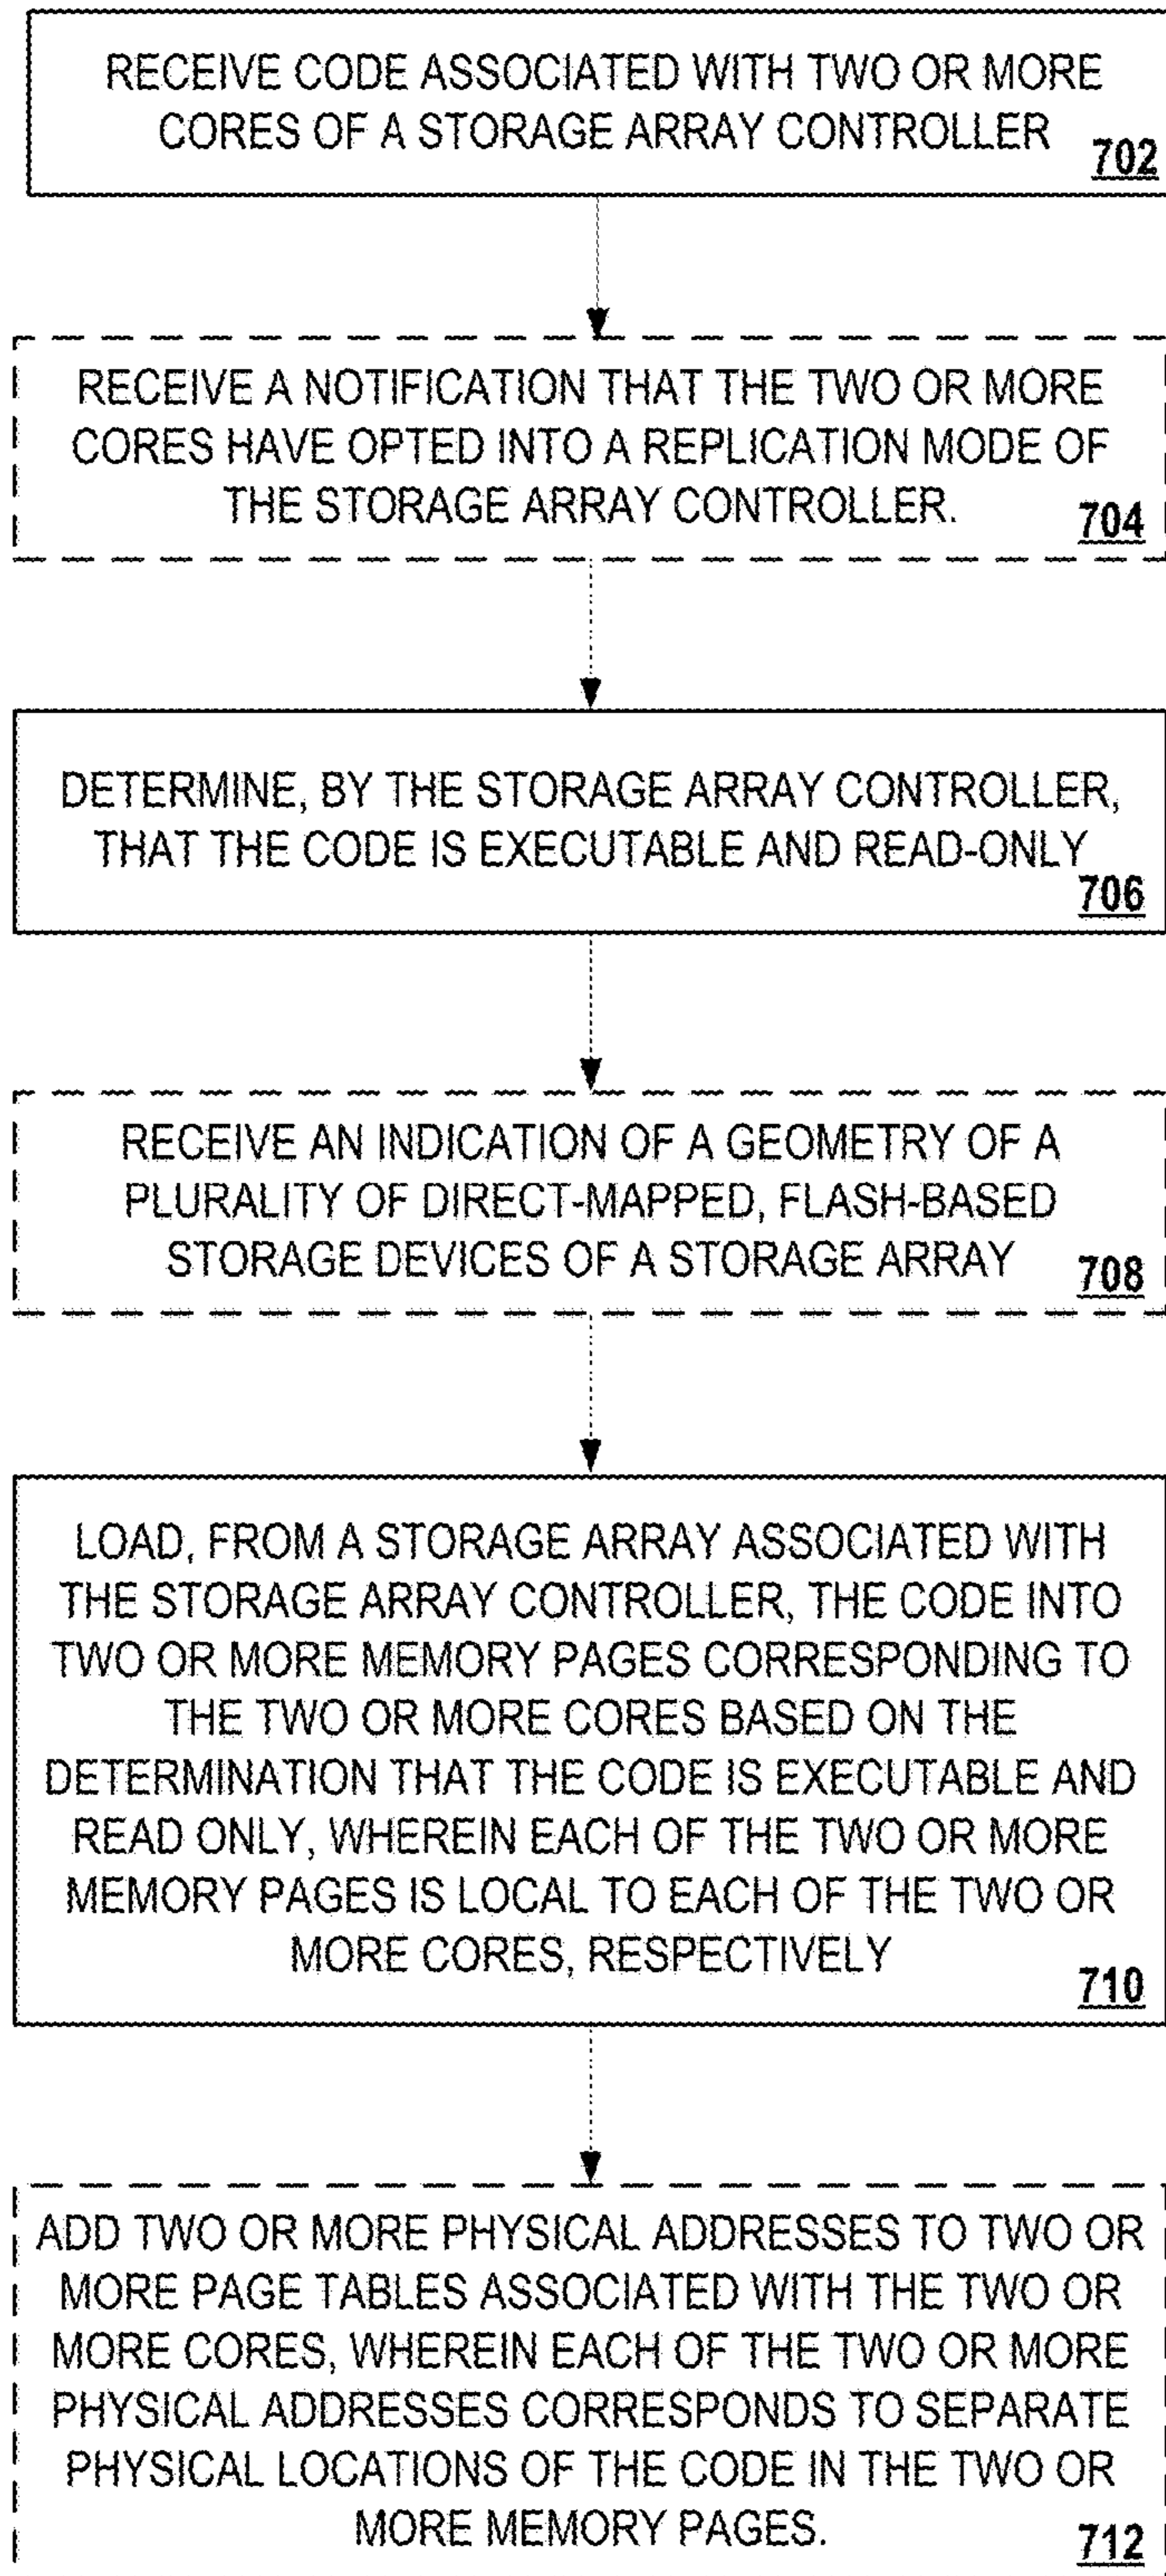 RECEIVE CODE ASSOCIATED WITH TWO OR MORE
CORES OF A STORAGE ARRAY CONTROLLER
702
RECEIVE A NOTIFICATION THAT THE TWO OR MORE
CORES HAVE OPTED INTO A REPLICATION MODE OF
THE STORAGE ARRAY CONTROLLER.
704
DETERMINE, BY THE STORAGE ARRAY CONTROLLER,
THAT THE CODE IS EXECUTABLE AND READ-ONLY
706
RECEIVE AN INDICATION OF A GEOMETRY OF A
PLURALITY OF DIRECT-MAPPED, FLASH-BASED
STORAGE DEVICES OF A STORAGE ARRAY
708
LOAD, FROM A STORAGE ARRAY ASSOCIATED WITH
THE STORAGE ARRAY CONTROLLER, THE CODE INTO
TWO OR MORE MEMORY PAGES CORRESPONDING TO
THE TWO OR MORE CORES BASED ON THE
DETERMINATION THAT THE CODE IS EXECUTABLE AND
READ ONLY, WHEREIN EACH OF THE TWO OR MORE
MEMORY PAGES IS LOCAL TO EACH OF THE TWO OR
MORE CORES, RESPECTIVELY
710
ADD TWO OR MORE PHYSICAL ADDRESSES TO TWO OR
MORE PAGE TABLES ASSOCIATED WITH THE TWO OR
MORE CORES, WHEREIN EACH OF THE TWO OR MORE
PHYSICAL ADDRESSES CORRESPONDS TO SEPARATE
PHYSICAL LOCATIONS OF THE CODE IN THE TWO OR
MORE MEMORY PAGES.
712